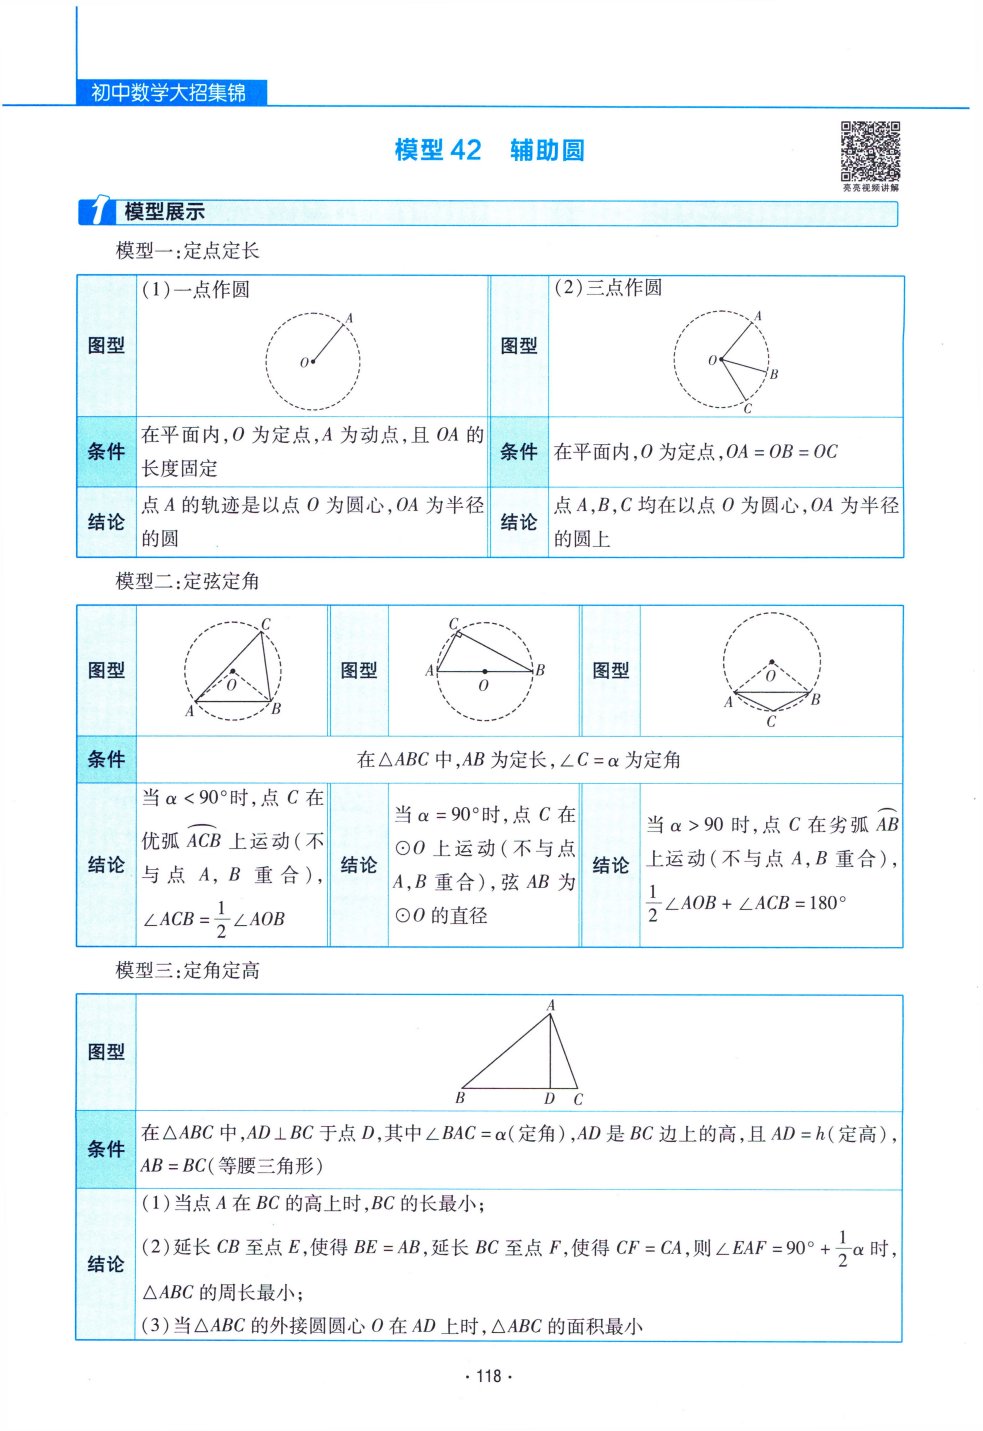 初中数学大招集锦
模型 42 辅助圆
亮亮视频讲解
1 模型展示
模型一:定点定长
图型
(1)一点作圆
A
O
图型
(2)三点作圆
A
O
B
C
条件
在平面内,O 为定点,A 为动点,且 OA 的
长度固定
条件
在平面内,O 为定点,OA = OB = OC
结论
点 A 的轨迹是以点 O 为圆心,OA 为半径
的圆
结论
点 A,B,C 均在以点 O 为圆心,OA 为半径
的圆上
模型二:定弦定角
图型
C
O
A
B
图型
C
A
B
O
图型
O
A
B
C
条件
在△ABC 中,AB 为定长,∠C = α 为定角
结论
当 α < 90°时,点 C 在
优弧 ACB 上运动(不
与点 A, B 重合),
∠ACB = 1/2 ∠AOB
结论
当 α = 90°时,点 C 在
⊙O 上运动(不与点
A,B 重合),弦 AB 为
⊙O 的直径
结论
当 α > 90 时,点 C 在劣弧 AB
上运动(不与点 A,B 重合),
1/2 ∠AOB + ∠ACB = 180°
模型三:定角定高
图型
A
B
D
C
条件
在△ABC 中,AD⊥BC 于点 D,其中∠BAC = α(定角),AD 是 BC 边上的高,且 AD = h(定高),
AB = BC(等腰三角形)
结论
(1)当点 A 在 BC 的高上时,BC 的长最小;
(2)延长 CB 至点 E,使得 BE = AB,延长 BC 至点 F,使得 CF = CA,则∠EAF = 90° + 1/2 α 时,
△ABC 的周长最小;
(3)当△ABC 的外接圆圆心 O 在 AD 上时,△ABC 的面积最小
· 118 ·